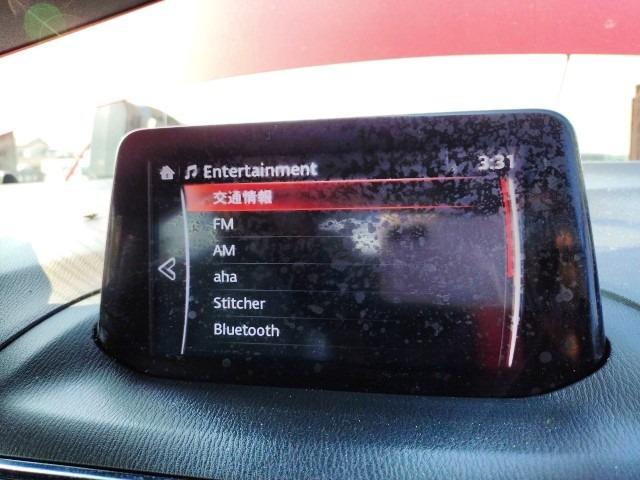 Entertainment 3:31
交通情報
FM
AM
aha
Stitcher
Bluetooth